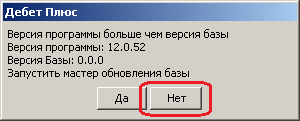 Дебет Плюс
Версия программы больше чем версия базы
Версия программы: 12.0.52
Версия Базы: 0.0.0
Запустить мастер обновления базы
Да
Нет